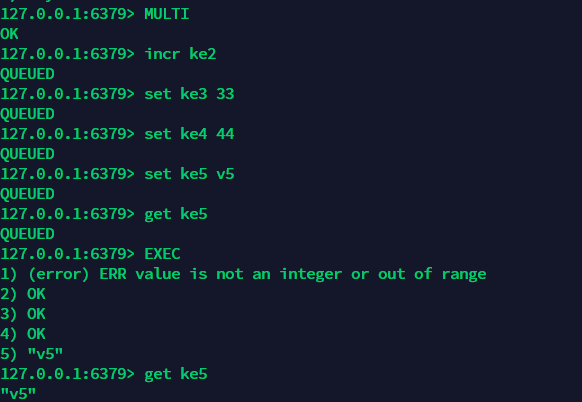 127.0.0.1:6379> MULTI
OK
127.0.0.1:6379> incr ke2
QUEUED
127.0.0.1:6379> set ke3 33
QUEUED
127.0.0.1:6379> set ke4 44
QUEUED
127.0.0.1:6379> set ke5 v5
QUEUED
127.0.0.1:6379> get ke5
QUEUED
127.0.0.1:6379> EXEC
1) (error) ERR value is not an integer or out of range
2) OK
3) OK
4) OK
5) "v5"
127.0.0.1:6379> get ke5
"v5"